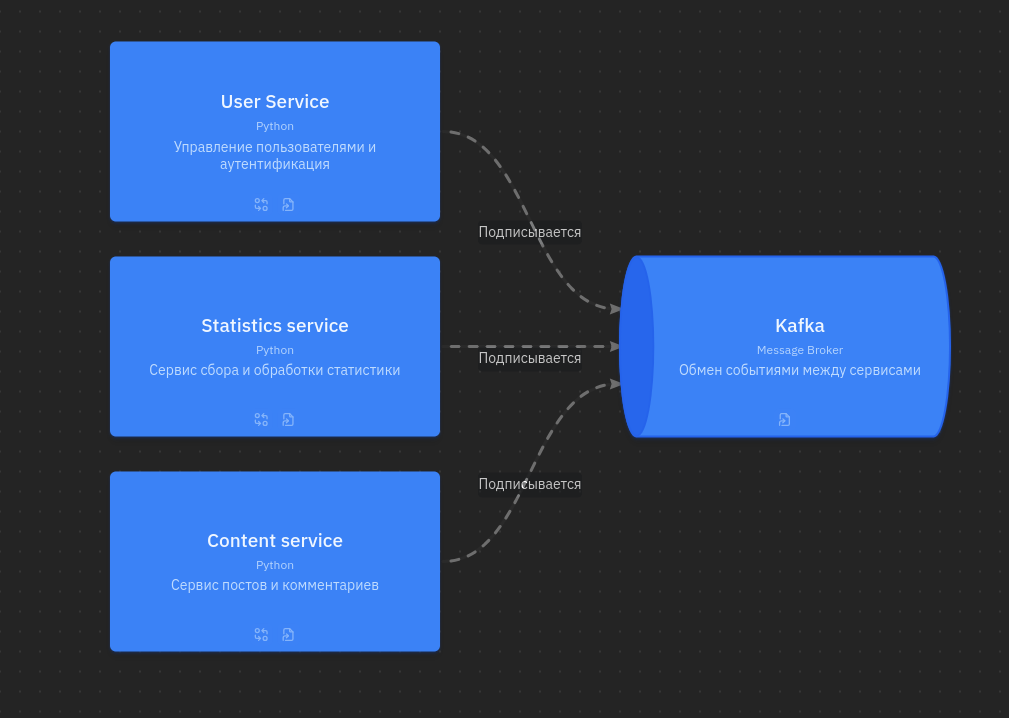 User Service
Python
Управление пользователями и
аутентификация
Подписывается
Statistics service
Python
Сервис сбора и обработки статистики
Подписывается
Kafka
Message Broker
Обмен событиями между сервисами
Подписывается
Content service
Python
Сервис постов и комментариев